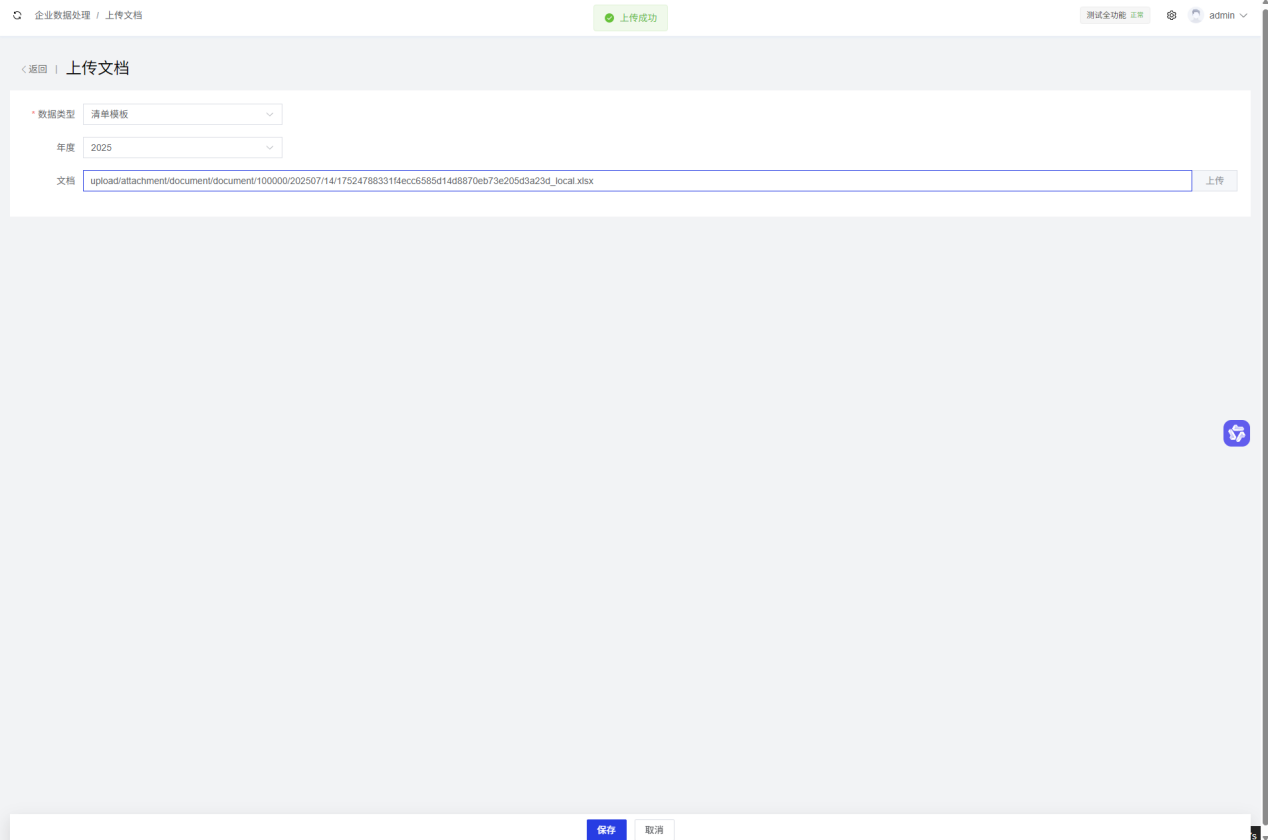 企业数据处理 / 上传文档
上传成功
测试全功能 正常
admin
返回 | 上传文档
* 数据类型 清单模板
年度 2025
文档 upload/attachment/document/document/100000/202507/14/17524788331f4ecc6585d14d8870eb73e205d3a23d_local.xlsx 上传
保存 取消